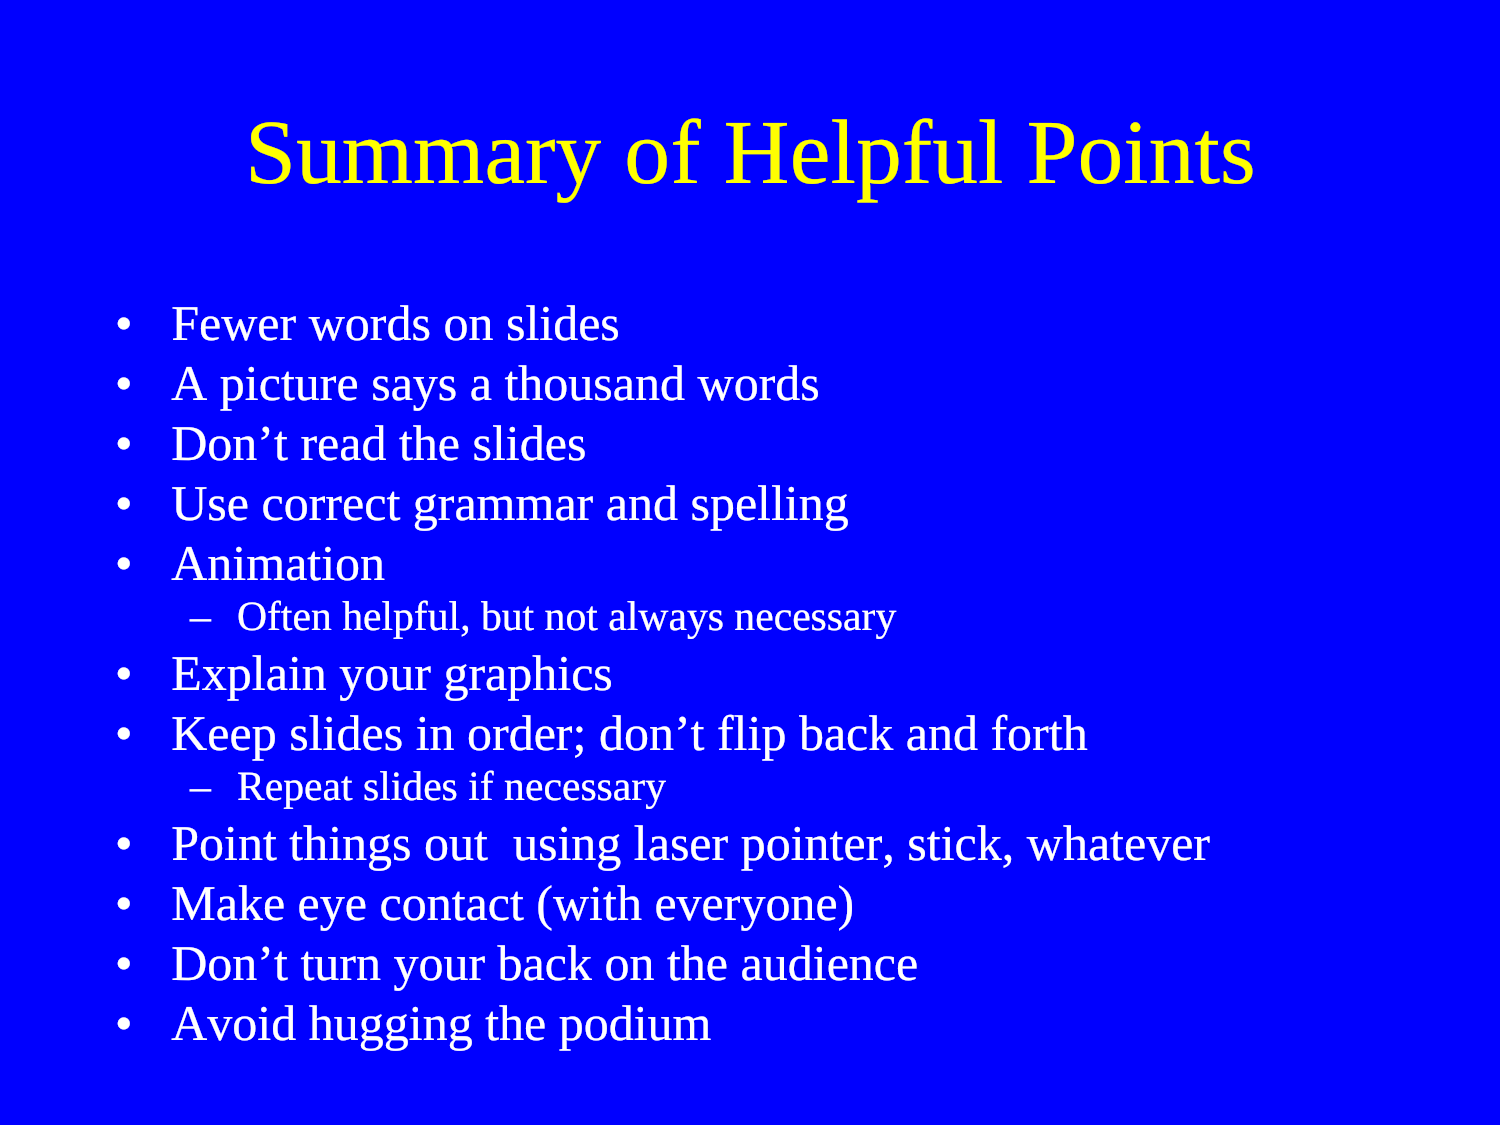 Summary of Helpful Points
• Fewer words on slides
• A picture says a thousand words
• Don’t read the slides
• Use correct grammar and spelling
• Animation
– Often helpful, but not always necessary
• Explain your graphics
• Keep slides in order; don’t flip back and forth
– Repeat slides if necessary
• Point things out  using laser pointer, stick, whatever
• Make eye contact (with everyone)
• Don’t turn your back on the audience
• Avoid hugging the podium